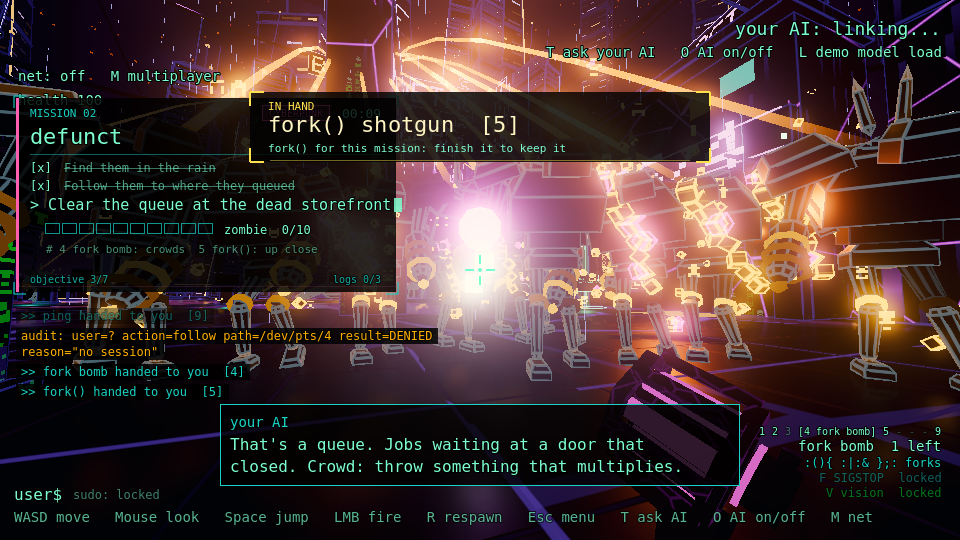 your AI: linking...
T ask your AI   O AI on/off   L demo model load
net: off   M multiplayer
Health 100
MISSION 02
defunct
[x] Find them in the rain
[x] Follow them to where they queued
> Clear the queue at the dead storefront
zombie 0/10
# 4 fork bomb: crowds  5 fork(): up close
objective 3/7
logs 0/3
IN HAND
fork() shotgun  [5]
fork() for this mission: finish it to keep it
>> ping handed to you  [9]
audit: user=? action=follow path=/dev/pts/4 result=DENIED
reason="no session"
>> fork bomb handed to you  [4]
>> fork() handed to you  [5]
your AI
That's a queue. Jobs waiting at a door that
closed. Crowd: throw something that multiplies.
1 2 3 [4 fork bomb] 5 - - - 9
fork bomb  1 left
:(){ :|:& };: forks
F SIGSTOP  locked
V vision  locked
user$ sudo: locked
WASD move   Mouse look   Space jump   LMB fire   R respawn   Esc menu   T ask AI   O AI on/off   M net